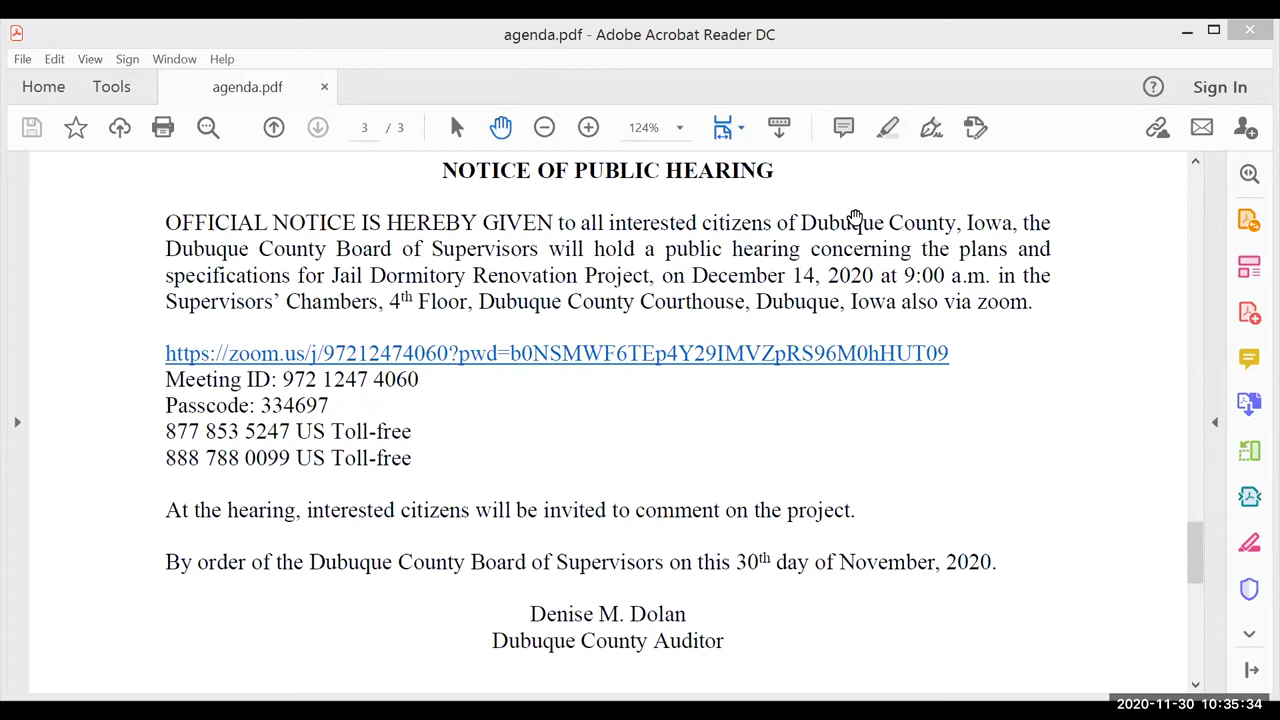 agenda.pdf - Adobe Acrobat Reader DC
File Edit View Sign Window Help
Home Tools agenda.pdf × Sign In
3 / 3 124%
NOTICE OF PUBLIC HEARING
OFFICIAL NOTICE IS HEREBY GIVEN to all interested citizens of Dubuque County, Iowa, the
Dubuque County Board of Supervisors will hold a public hearing concerning the plans and
specifications for Jail Dormitory Renovation Project, on December 14, 2020 at 9:00 a.m. in the
Supervisors’ Chambers, 4th Floor, Dubuque County Courthouse, Dubuque, Iowa also via zoom.
https://zoom.us/j/97212474060?pwd=b0NSMWF6TEp4Y29IMVZpRS96M0hHUT09
Meeting ID: 972 1247 4060
Passcode: 334697
877 853 5247 US Toll-free
888 788 0099 US Toll-free
At the hearing, interested citizens will be invited to comment on the project.
By order of the Dubuque County Board of Supervisors on this 30th day of November, 2020.
Denise M. Dolan
Dubuque County Auditor
2020-11-30 10:35:34